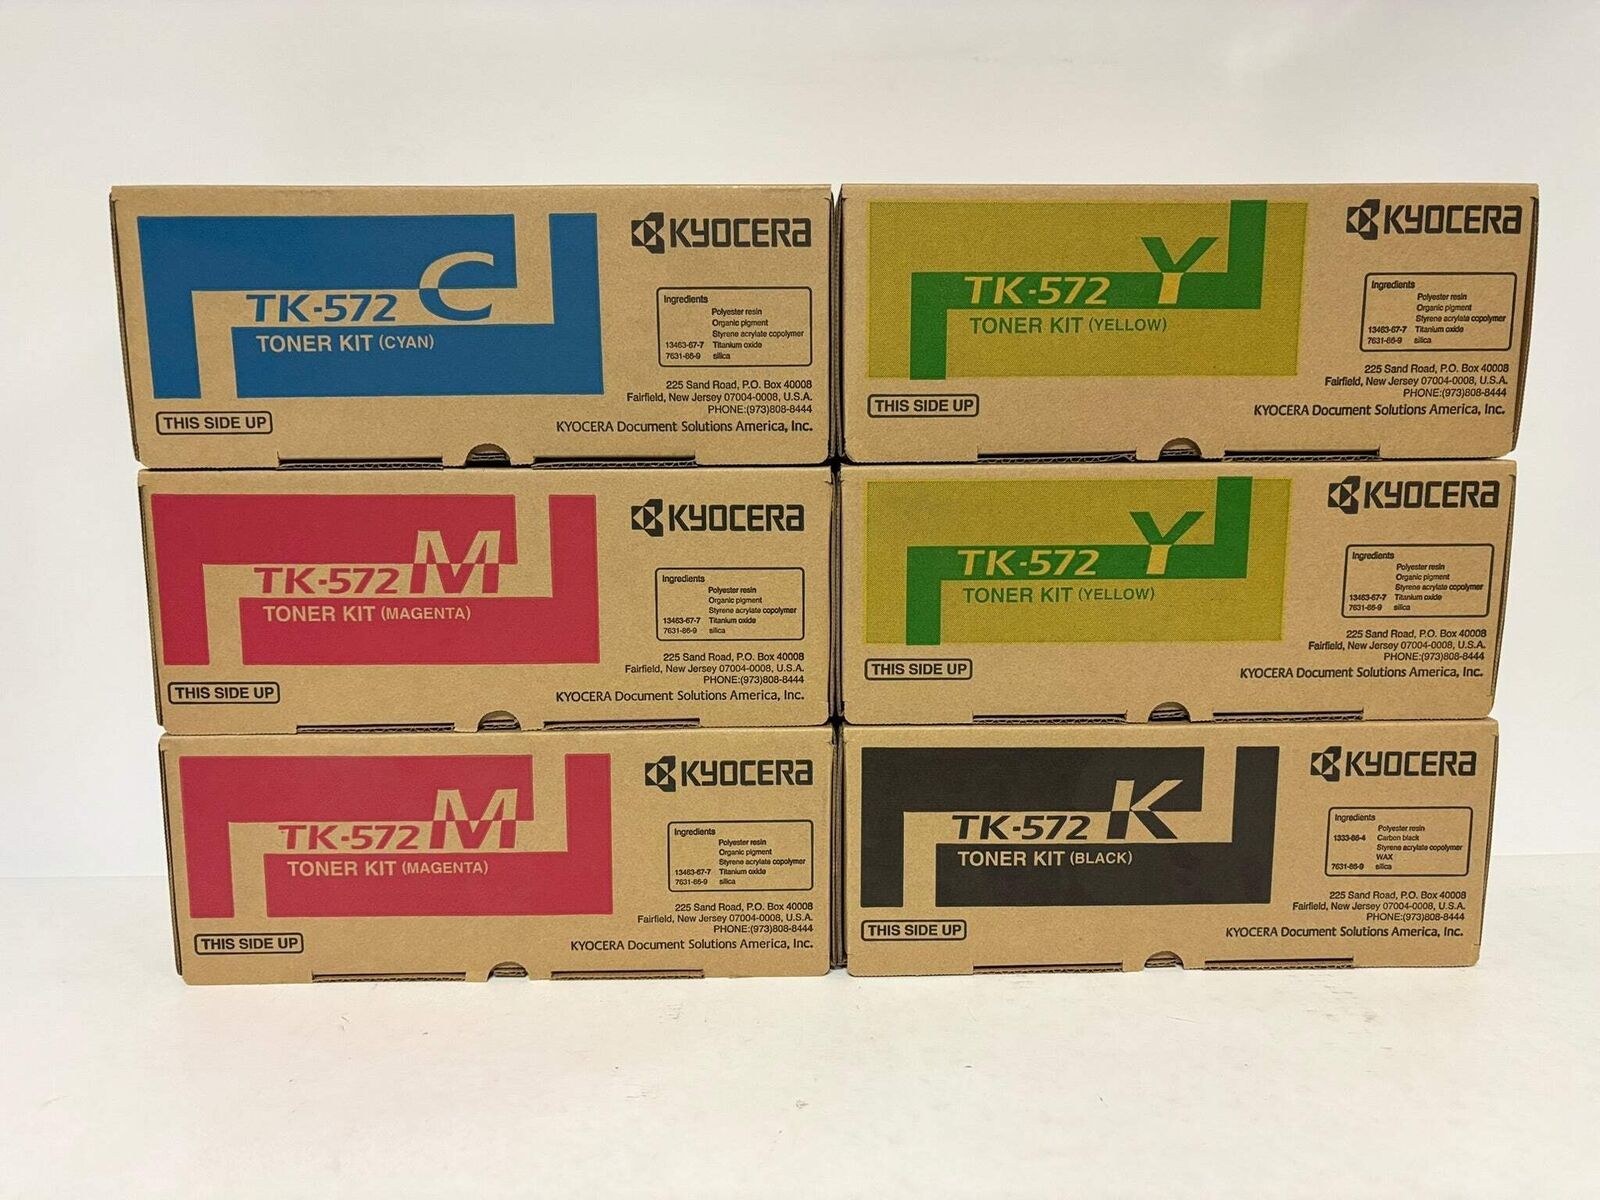 TK-572 C
TONER KIT (CYAN)
THIS SIDE UP
KYOCERA
Ingredients
Polyester resin
Organic pigment
Styrene acrylate copolymer
13463-67-7 Titanium oxide
7631-86-9 silica
225 Sand Road, P.O. Box 40008
Fairfield, New Jersey 07004-0008, U.S.A.
PHONE:(973)808-8444
KYOCERA Document Solutions America, Inc.
TK-572 Y
TONER KIT (YELLOW)
THIS SIDE UP
KYOCERA
Ingredients
Polyester resin
Organic pigment
Styrene acrylate copolymer
13463-67-7 Titanium oxide
7631-86-9 silica
225 Sand Road, P.O. Box 40008
Fairfield, New Jersey 07004-0008, U.S.A.
PHONE:(973)808-8444
KYOCERA Document Solutions America, Inc.
TK-572 M
TONER KIT (MAGENTA)
THIS SIDE UP
KYOCERA
Ingredients
Polyester resin
Organic pigment
Styrene acrylate copolymer
13463-67-7 Titanium oxide
7631-86-9 silica
225 Sand Road, P.O. Box 40008
Fairfield, New Jersey 07004-0008, U.S.A.
PHONE:(973)808-8444
KYOCERA Document Solutions America, Inc.
TK-572 Y
TONER KIT (YELLOW)
THIS SIDE UP
KYOCERA
Ingredients
Polyester resin
Organic pigment
Styrene acrylate copolymer
13463-67-7 Titanium oxide
7631-86-9 silica
225 Sand Road, P.O. Box 40008
Fairfield, New Jersey 07004-0008, U.S.A.
PHONE:(973)808-8444
KYOCERA Document Solutions America, Inc.
TK-572 M
TONER KIT (MAGENTA)
THIS SIDE UP
KYOCERA
Ingredients
Polyester resin
Organic pigment
Styrene acrylate copolymer
13463-67-7 Titanium oxide
7631-86-9 silica
225 Sand Road, P.O. Box 40008
Fairfield, New Jersey 07004-0008, U.S.A.
PHONE:(973)808-8444
KYOCERA Document Solutions America, Inc.
TK-572 K
TONER KIT (BLACK)
THIS SIDE UP
KYOCERA
Ingredients
Polyester resin
1333-86-4 Carbon black
Styrene acrylate copolymer
WAX
7631-86-9 silica
225 Sand Road, P.O. Box 40008
Fairfield, New Jersey 07004-0008, U.S.A.
PHONE:(973)808-8444
KYOCERA Document Solutions America, Inc.